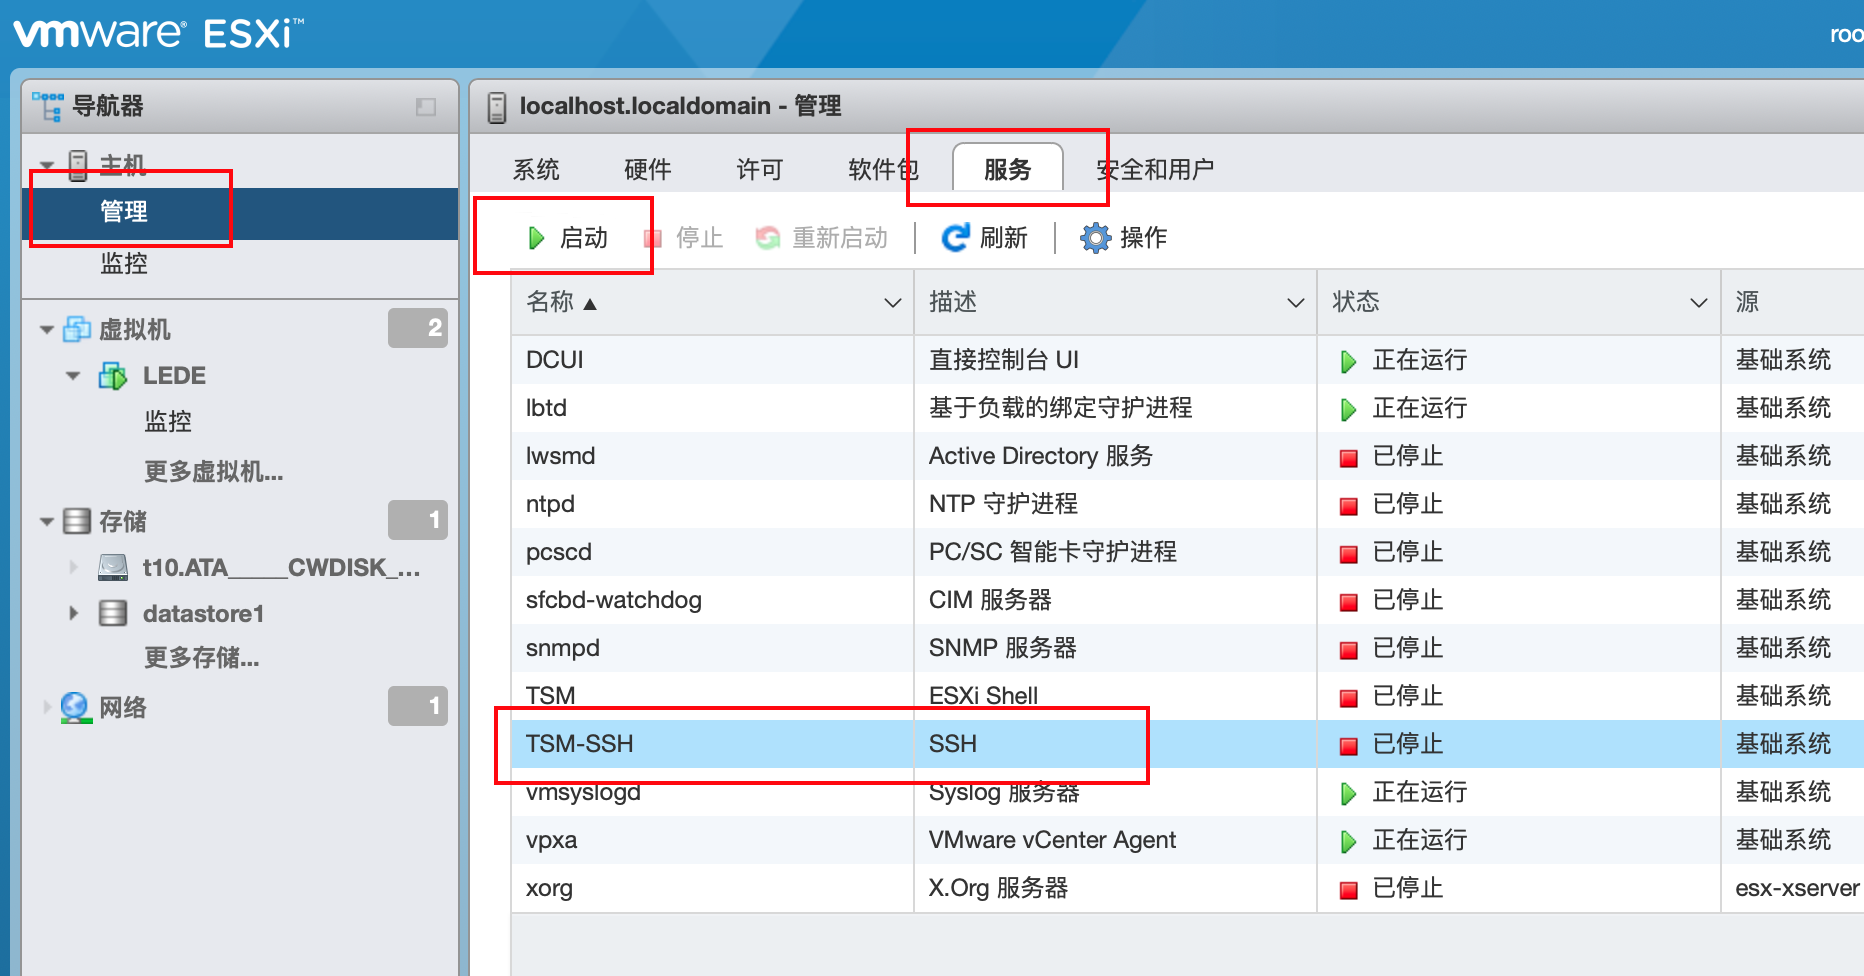 vmware® ESXi™
roo
导航器
主机
管理
监控
虚拟机 2
LEDE
监控
更多虚拟机...
存储 1
t10.ATA_____CWDISK_...
datastore1
更多存储...
网络 1
localhost.localdomain - 管理
系统 硬件 许可 软件包 服务 安全和用户
启动 停止 重新启动 刷新 操作
名称 ▲ 描述 状态 源
DCUI 直接控制台 UI 正在运行 基础系统
lbtd 基于负载的绑定守护进程 正在运行 基础系统
lwsmd Active Directory 服务 已停止 基础系统
ntpd NTP 守护进程 已停止 基础系统
pcscd PC/SC 智能卡守护进程 已停止 基础系统
sfcbd-watchdog CIM 服务器 已停止 基础系统
snmpd SNMP 服务器 已停止 基础系统
TSM ESXi Shell 已停止 基础系统
TSM-SSH SSH 已停止 基础系统
vmsyslogd Syslog 服务器 正在运行 基础系统
vpxa VMware vCenter Agent 正在运行 基础系统
xorg X.Org 服务器 已停止 esx-xserver